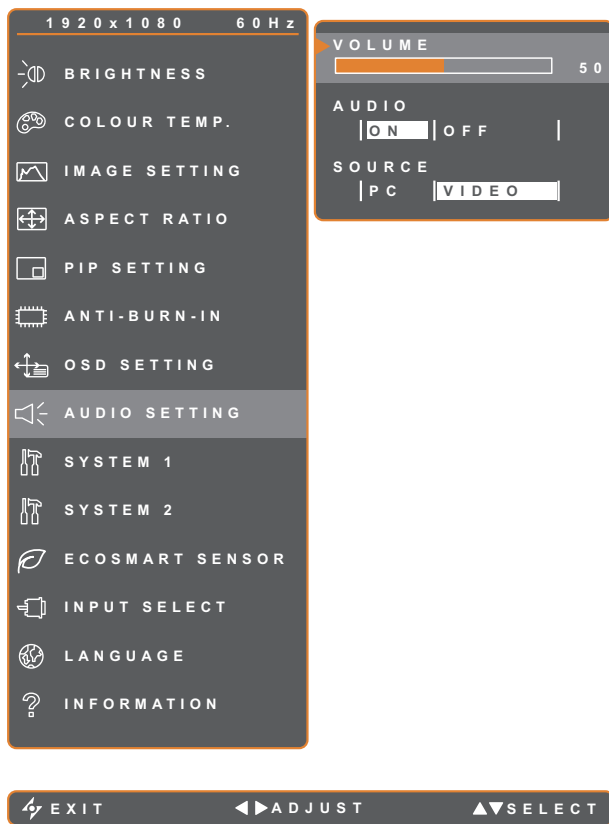 1920x1080 60Hz
BRIGHTNESS
COLOUR TEMP.
IMAGE SETTING
ASPECT RATIO
PIP SETTING
ANTI-BURN-IN
OSD SETTING
AUDIO SETTING
SYSTEM 1
SYSTEM 2
ECOSMART SENSOR
INPUT SELECT
LANGUAGE
INFORMATION
VOLUME
50
AUDIO
ON OFF
SOURCE
PC VIDEO
EXIT ADJUST SELECT